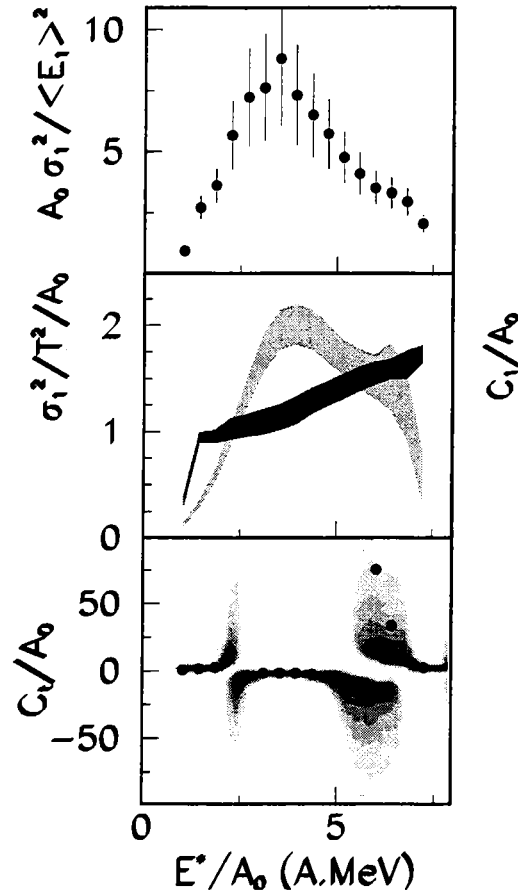 A₀ σ₁²/<E₁>²
10
5
σ₁²/T²/A₀
C₁/A₀
2
1
0
Cₜ/A₀
50
0
-50
0
5
E*/A₀ (A.MeV)